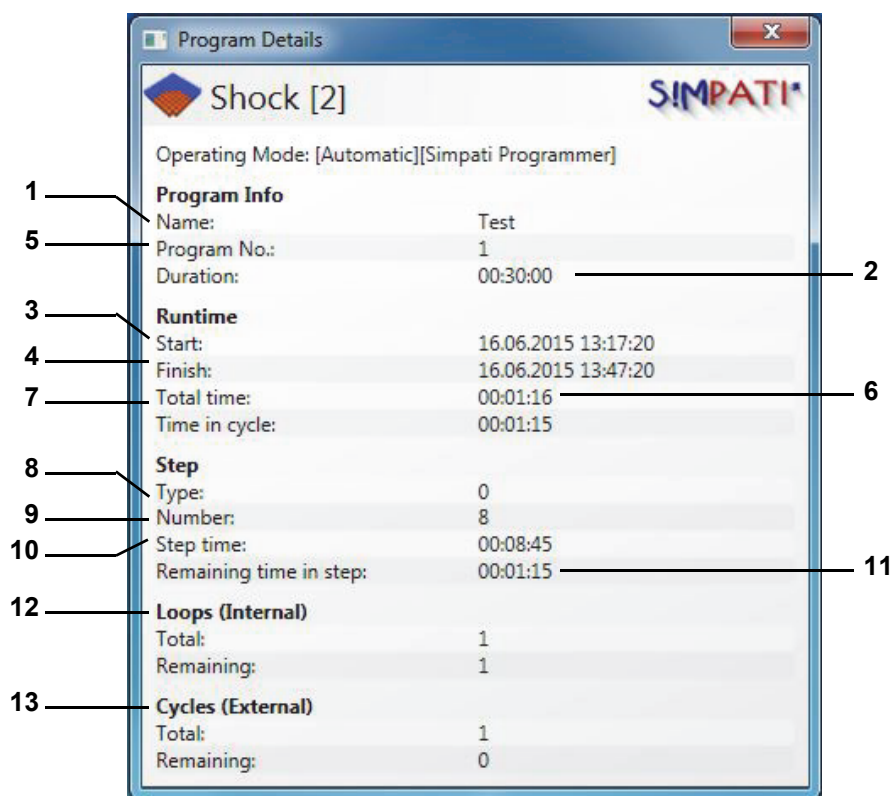 Program Details
Shock [2]
S!MPATI*
Operating Mode: [Automatic][Simpati Programmer]
Program Info
1
Name: Test
5
Program No.: 1
Duration: 00:30:00 2
Runtime
3
Start: 16.06.2015 13:17:20
4
Finish: 16.06.2015 13:47:20
7
Total time: 00:01:16 6
Time in cycle: 00:01:15
Step
8
Type: 0
9
Number: 8
10
Step time: 00:08:45
Remaining time in step: 00:01:15 11
12
Loops (Internal)
Total: 1
Remaining: 1
13
Cycles (External)
Total: 1
Remaining: 0